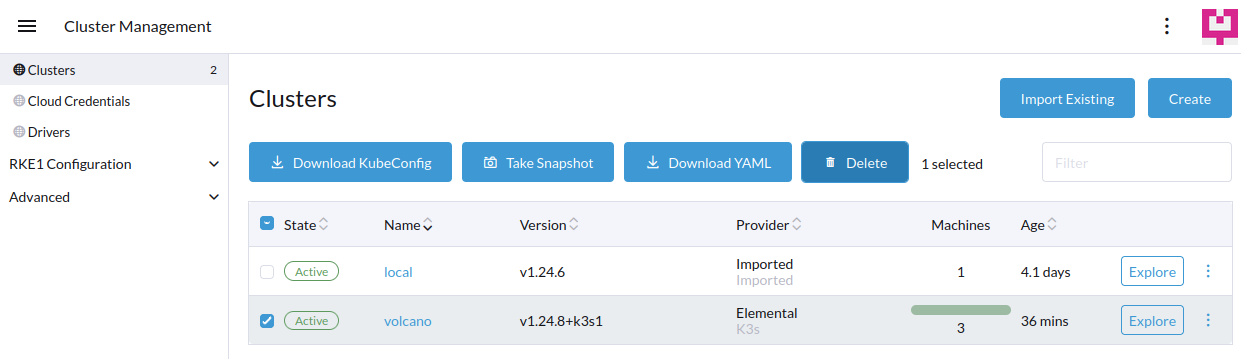 Cluster Management
Clusters 2
Cloud Credentials
Drivers
RKE1 Configuration
Advanced
Clusters
Import Existing
Create
Download KubeConfig
Take Snapshot
Download YAML
Delete
1 selected
Filter
State Name Version Provider Machines Age
Active local v1.24.6 Imported 1 4.1 days Explore
Imported
Active volcano v1.24.8+k3s1 Elemental 3 36 mins Explore
K3s